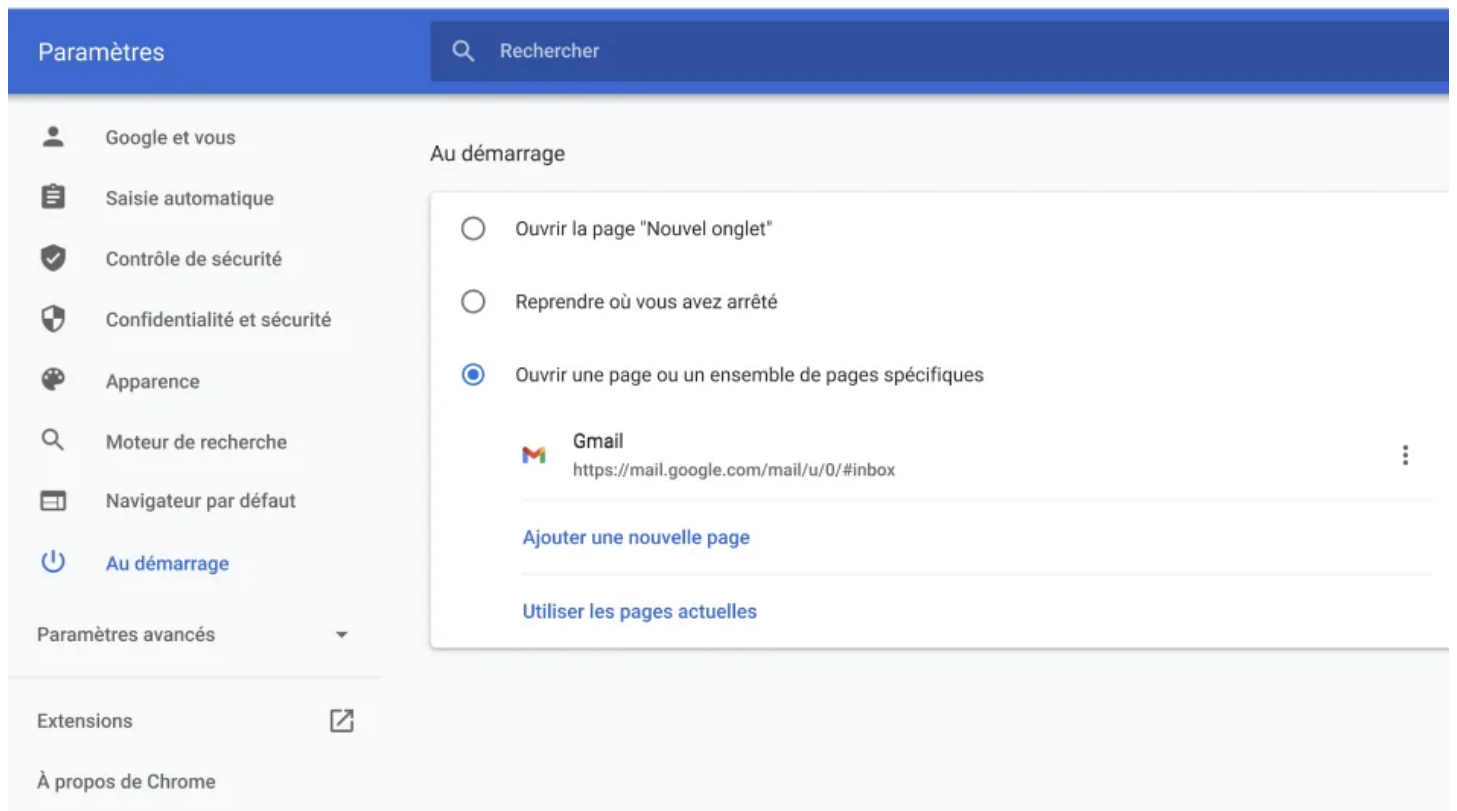 Paramètres
Rechercher
Google et vous
Saisie automatique
Contrôle de sécurité
Confidentialité et sécurité
Apparence
Moteur de recherche
Navigateur par défaut
Au démarrage
Paramètres avancés
Extensions
À propos de Chrome
Au démarrage
Ouvrir la page "Nouvel onglet"
Reprendre où vous avez arrêté
Ouvrir une page ou un ensemble de pages spécifiques
Gmail
https://mail.google.com/mail/u/0/#inbox
Ajouter une nouvelle page
Utiliser les pages actuelles